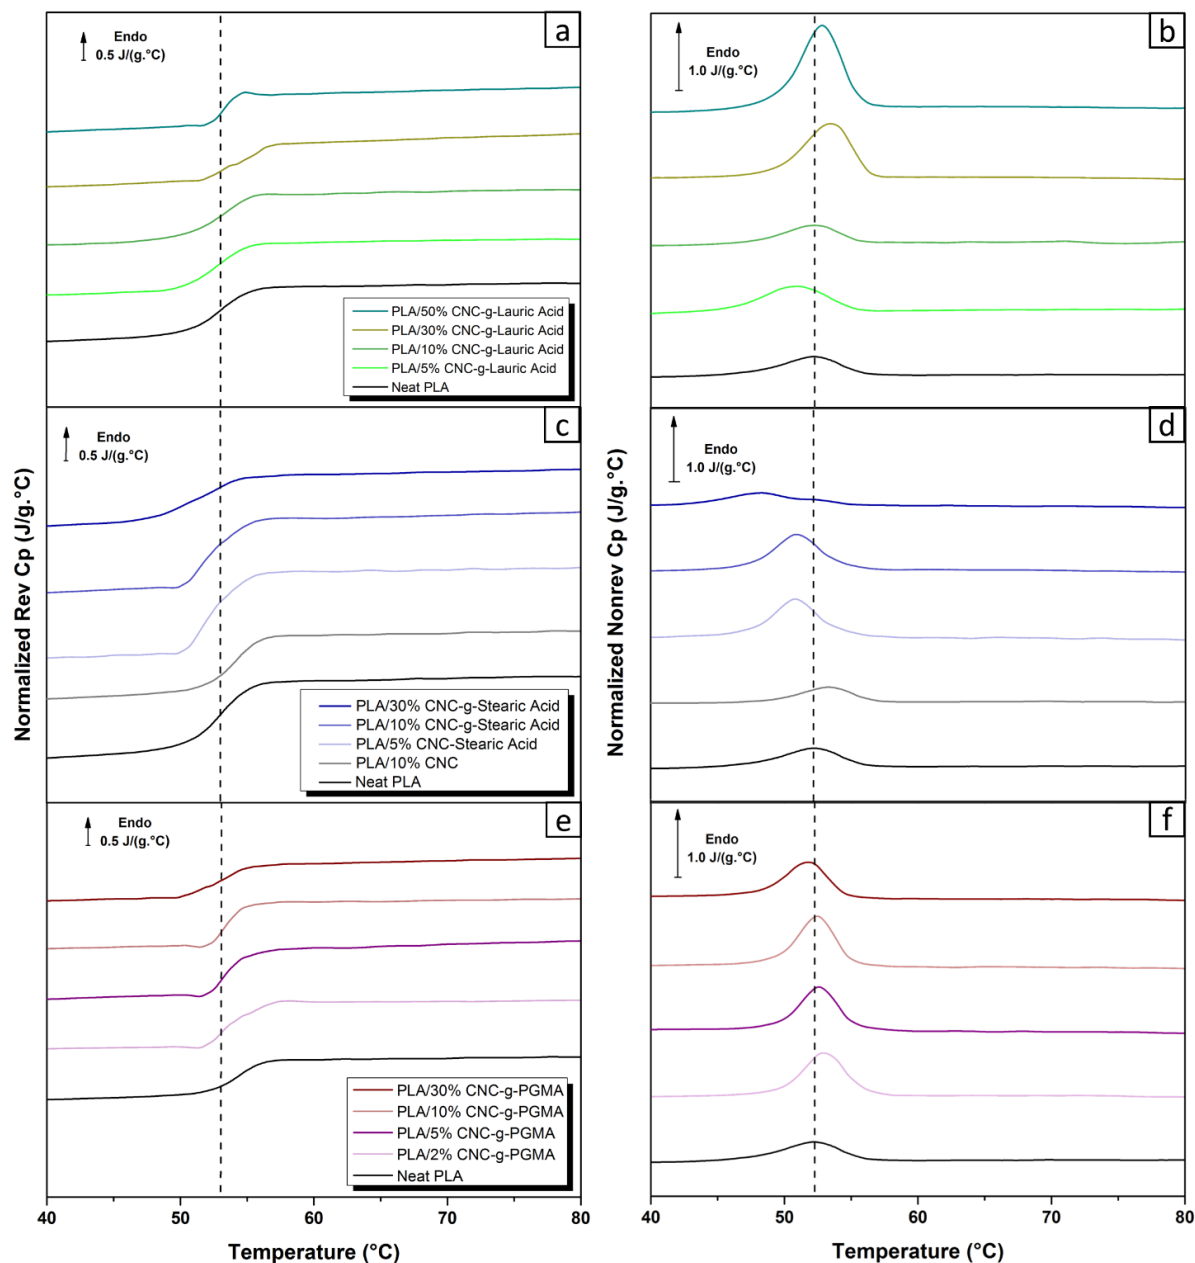 Endo
0.5 J/(g.°C)
a
PLA/50% CNC-g-Lauric Acid
PLA/30% CNC-g-Lauric Acid
PLA/10% CNC-g-Lauric Acid
PLA/5% CNC-g-Lauric Acid
Neat PLA
Endo
1.0 J/(g.°C)
b
Endo
0.5 J/(g.°C)
c
PLA/30% CNC-g-Stearic Acid
PLA/10% CNC-g-Stearic Acid
PLA/5% CNC-Stearic Acid
PLA/10% CNC
Neat PLA
Endo
1.0 J/(g.°C)
d
Endo
0.5 J/(g.°C)
e
PLA/30% CNC-g-PGMA
PLA/10% CNC-g-PGMA
PLA/5% CNC-g-PGMA
PLA/2% CNC-g-PGMA
Neat PLA
Endo
1.0 J/(g.°C)
f
Normalized Rev Cp (J/g.°C)
Normalized Nonrev Cp (J/g.°C)
40 50 60 70 80
Temperature (°C)
40 50 60 70 80
Temperature (°C)